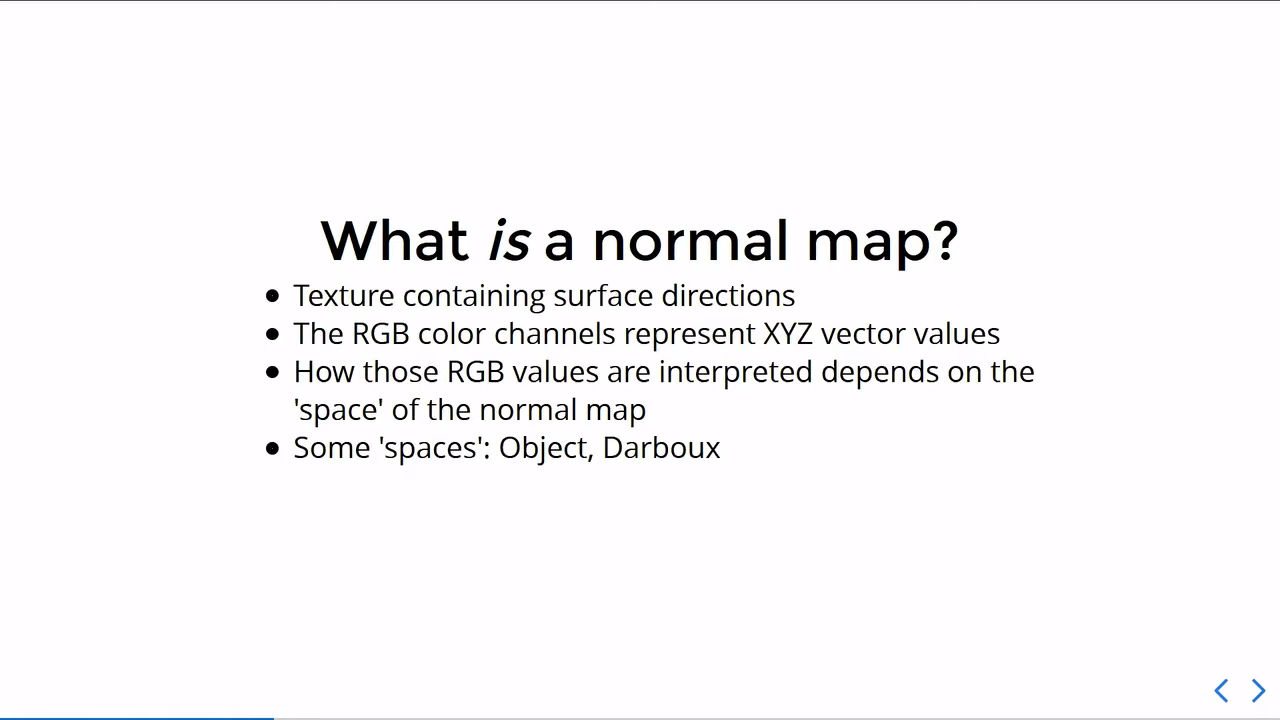 What is a normal map?
• Texture containing surface directions
• The RGB color channels represent XYZ vector values
• How those RGB values are interpreted depends on the
'space' of the normal map
• Some 'spaces': Object, Darboux